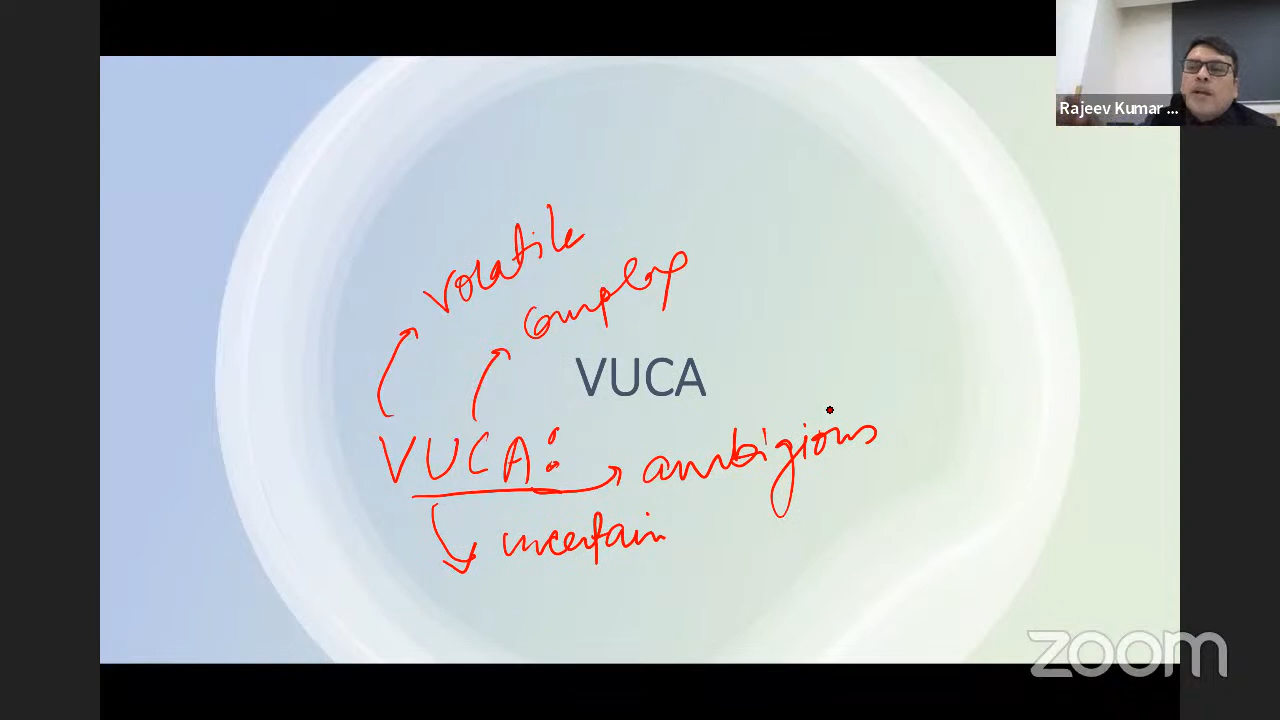 Rajeev Kumar ...
volatile
complex
VUCA
VUCA:
ambigious
uncertain
zoom